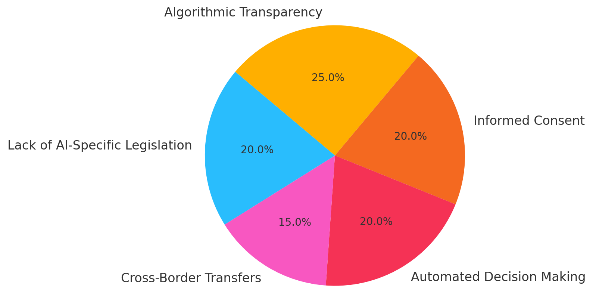 Algorithmic Transparency
25.0%
Informed Consent
20.0%
Lack of AI-Specific Legislation
20.0%
15.0%
20.0%
Cross-Border Transfers
Automated Decision Making